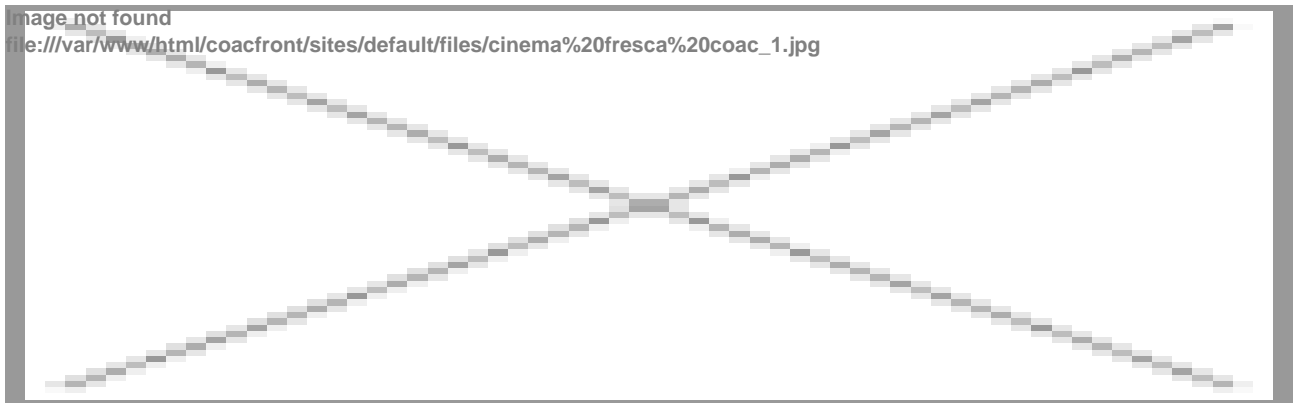 Image not found
file:///var/www/html/coacfront/sites/default/files/cinema%20fresca%20coac_1.jpg